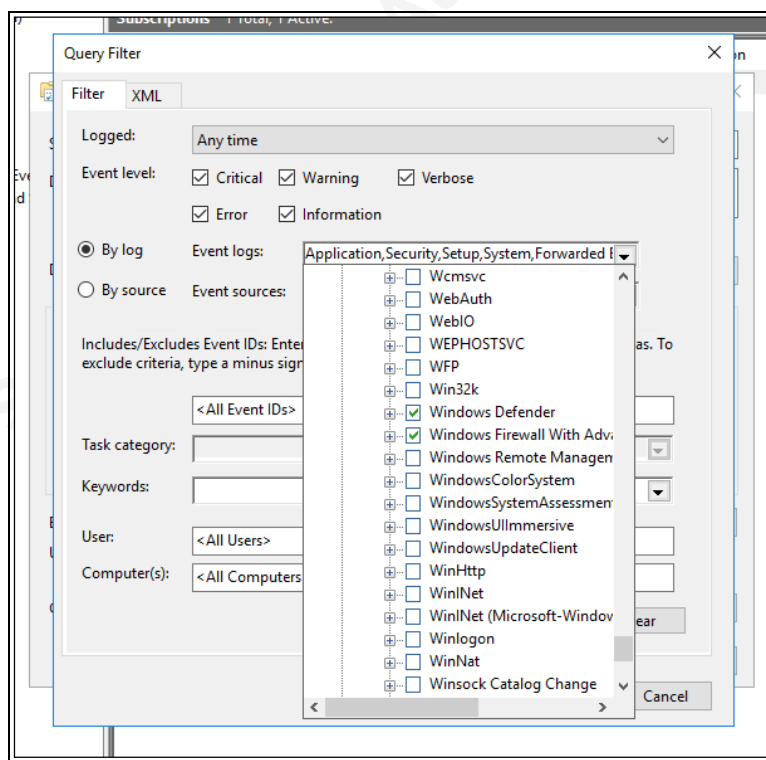 Subscriptions 1 Total, 1 Active.
Query Filter
Filter XML
Logged: Any time
Event level: Critical Warning Verbose
Error Information
By log Event logs: Application,Security,Setup,System,Forwarded E
By source Event sources:
Wcmsvc
WebAuth
WebIO
WEPHOSTSVC
WFP
Win32k
Windows Defender
Windows Firewall With Adva
Windows Remote Managem
WindowsColorSystem
WindowsSystemAssessment
WindowsUIImmersive
WindowsUpdateClient
WinHttp
WinINet
WinINet (Microsoft-Window
Winlogon
WinNat
Winsock Catalog Change
Includes/Excludes Event IDs: Enter as. To
exclude criteria, type a minus sign
<All Event IDs>
Task category:
Keywords:
User: <All Users>
Computer(s): <All Computers
ear
Cancel